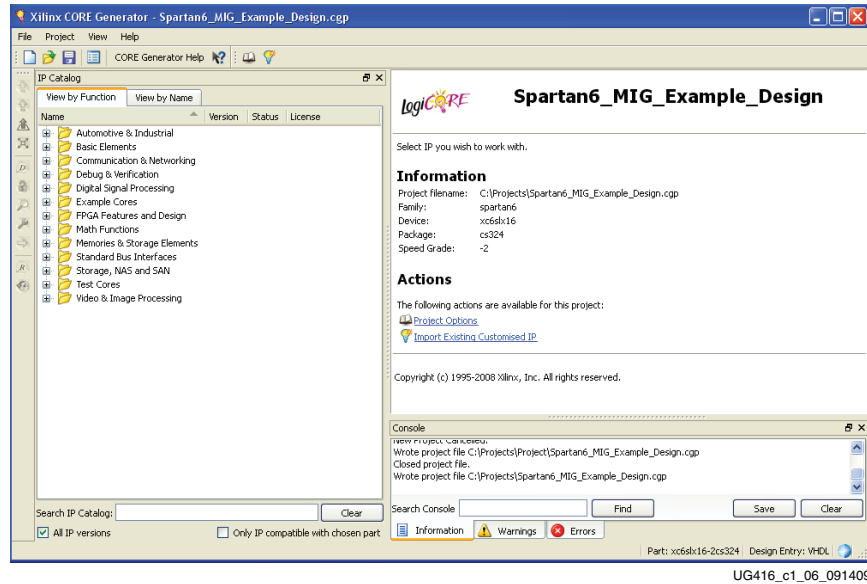 Xilinx CORE Generator - Spartan6_MIG_Example_Design.cgp
File Project View Help
CORE Generator Help
IP Catalog
View by Function View by Name
Name Version Status License
Automotive & Industrial
Basic Elements
Communication & Networking
Debug & Verification
Digital Signal Processing
Example Cores
FPGA Features and Design
Math Functions
Memories & Storage Elements
Standard Bus Interfaces
Storage, NAS and SAN
Test Cores
Video & Image Processing
Search IP Catalog: Clear
All IP versions Only IP compatible with chosen part
logiCORE Spartan6_MIG_Example_Design
Select IP you wish to work with.
Information
Project filename: C:\Projects\Spartan6_MIG_Example_Design.cgp
Family: spartan6
Device: xc6slx16
Package: cs324
Speed Grade: -2
Actions
The following actions are available for this project:
Project Options
Import Existing Customised IP
Copyright (c) 1995-2008 Xilinx, Inc. All rights reserved.
Console
New Project Cancelled.
Wrote project file C:\Projects\Project\Spartan6_MIG_Example_Design.cgp
Closed project file.
Wrote project file C:\Projects\Spartan6_MIG_Example_Design.cgp
Search Console Find Save Clear
Information Warnings Errors
Part: xc6slx16-2cs324 Design Entry: VHDL
UG416_c1_06_091409